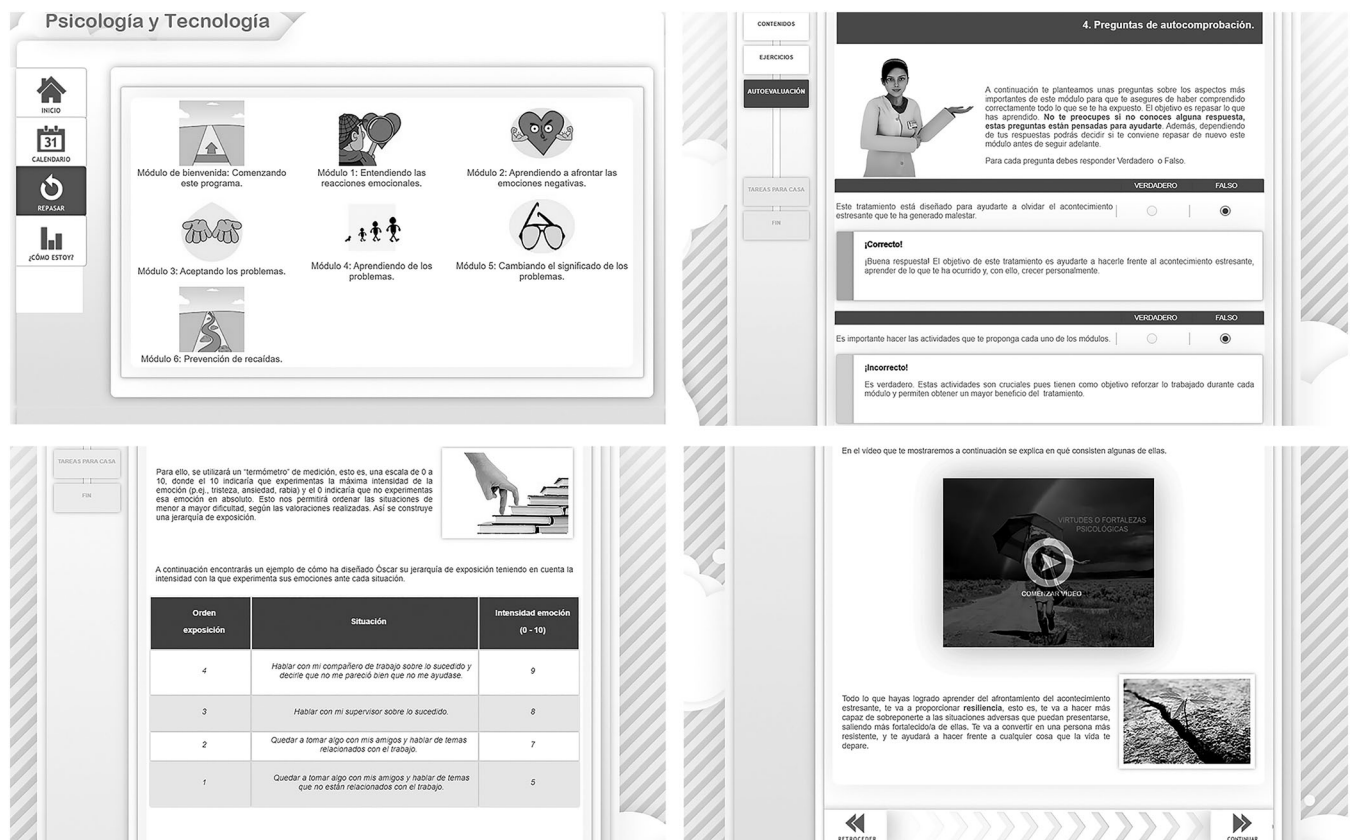 Psicología y Tecnología
INICIO
31
CALENDARIO
REPASAR
¿CÓMO ESTOY?
Módulo de bienvenida: Comenzando
este programa.
Módulo 1: Entendiendo las
reacciones emocionales.
Módulo 2: Aprendiendo a afrontar las
emociones negativas.
Módulo 3: Aceptando los problemas.
Módulo 4: Aprendiendo de los
problemas.
Módulo 5: Cambiando el significado de los
problemas.
Módulo 6: Prevención de recaídas.
CONTENIDOS
EJERCICIOS
AUTOEVALUACIÓN
TAREAS PARA CASA
FIN
4. Preguntas de autocomprobación.
A continuación te planteamos unas preguntas sobre los aspectos más
importantes de este módulo para que te asegures de haber comprendido
correctamente todo lo que se te ha expuesto. El objetivo es repasar lo que
has aprendido. No te preocupes si no conoces alguna respuesta,
estas preguntas están pensadas para ayudarte. Además, dependiendo
de tus respuestas podrás decidir si te conviene repasar de nuevo este
módulo antes de seguir adelante.
Para cada pregunta debes responder Verdadero o Falso.
VERDADERO FALSO
Este tratamiento está diseñado para ayudarte a olvidar el acontecimiento
estresante que te ha generado malestar.
¡Correcto!
¡Buena respuesta! El objetivo de este tratamiento es ayudarte a hacerle frente al acontecimiento estresante,
aprender de lo que te ha ocurrido y, con ello, crecer personalmente.
VERDADERO FALSO
Es importante hacer las actividades que te proponga cada uno de los módulos.
¡Incorrecto!
Es verdadero. Estas actividades son cruciales pues tienen como objetivo reforzar lo trabajado durante cada
módulo y permiten obtener un mayor beneficio del tratamiento.
TAREAS PARA CASA
FIN
Para ello, se utilizará un "termómetro" de medición, esto es, una escala de 0 a
10, donde el 10 indicaría que experimentas la máxima intensidad de la
emoción (p.ej., tristeza, ansiedad, rabia) y el 0 indicaría que no experimentas
esa emoción en absoluto. Esto nos permitirá ordenar las situaciones de
menor a mayor dificultad, según las valoraciones realizadas. Así se construye
una jerarquía de exposición.
A continuación encontrarás un ejemplo de cómo ha diseñado Óscar su jerarquía de exposición teniendo en cuenta la
intensidad con la que experimenta sus emociones ante cada situación.
Orden
exposición
Situación
Intensidad emoción
(0 - 10)
4
Hablar con mi compañero de trabajo sobre lo sucedido y
decirle que no me pareció bien que no me ayudase.
9
3
Hablar con mi supervisor sobre lo sucedido.
8
2
Quedar a tomar algo con mis amigos y hablar de temas
relacionados con el trabajo.
7
1
Quedar a tomar algo con mis amigos y hablar de temas
que no están relacionados con el trabajo.
5
En el vídeo que te mostraremos a continuación se explica en qué consisten algunas de ellas.
VIRTUDES O FORTALEZAS
PSICOLÓGICAS
COMENZAR VIDEO
Todo lo que hayas logrado aprender del afrontamiento del acontecimiento
estresante, te va a proporcionar resiliencia, esto es, te va a hacer más
capaz de sobreponerte a las situaciones adversas que puedan presentarse,
saliendo más fortalecido/a de ellas. Te va a convertir en una persona más
resistente, y te ayudará a hacer frente a cualquier cosa que la vida te
depare.
RETROCEDER
CONTINUAR